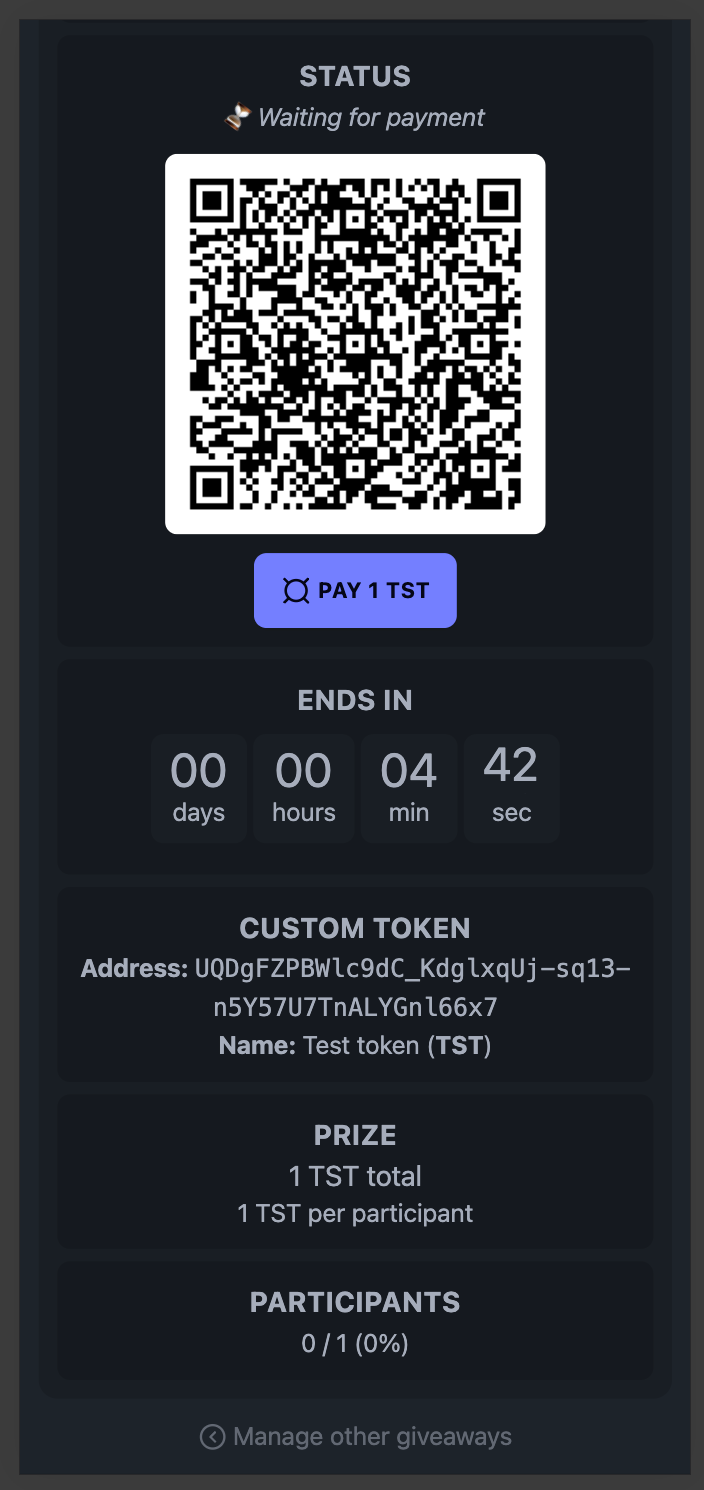 STATUS
Waiting for payment
PAY 1 TST
ENDS IN
00 00 04 42
days hours min sec
CUSTOM TOKEN
Address: UQDgFZPBWlc9dC_KdglxqUj-sq13-
n5Y57U7TnALYGnl66x7
Name: Test token (TST)
PRIZE
1 TST total
1 TST per participant
PARTICIPANTS
0 / 1 (0%)
Manage other giveaways